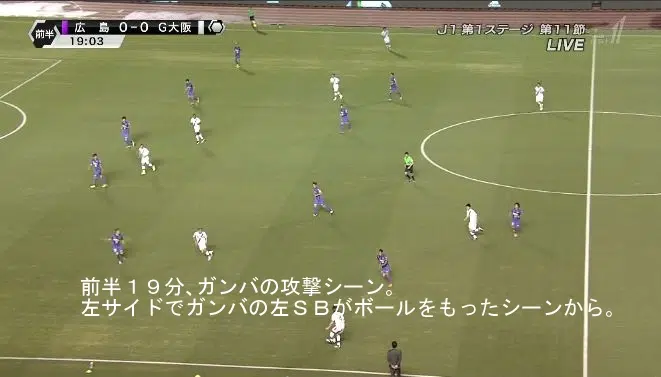 前半
広島 0-0 G大阪
19:03
J1 第1ステージ 第11節
LIVE
前半１９分、ガンバの攻撃シーン。
左サイドでガンバの左ＳＢがボールをもったシーンから。